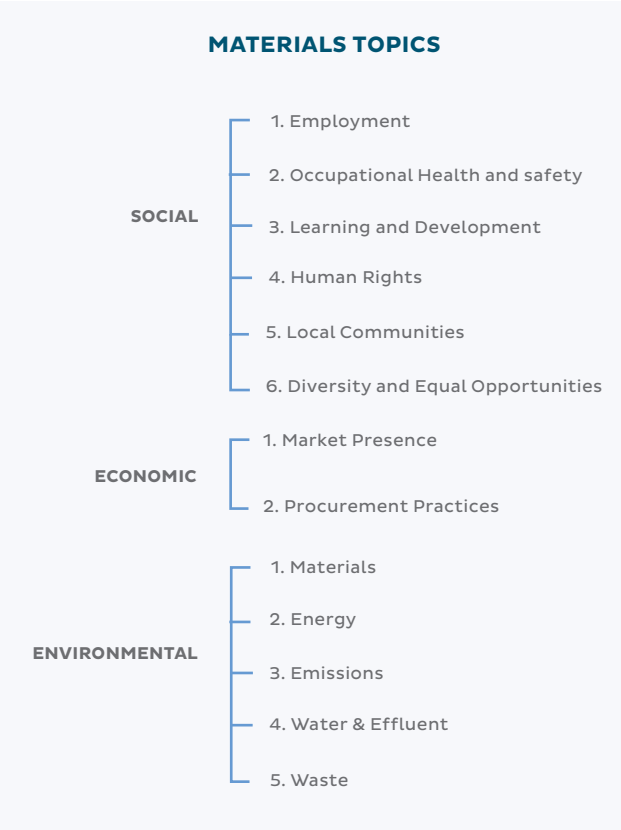 MATERIALS TOPICS
SOCIAL
1. Employment
2. Occupational Health and safety
3. Learning and Development
4. Human Rights
5. Local Communities
6. Diversity and Equal Opportunities
ECONOMIC
1. Market Presence
2. Procurement Practices
ENVIRONMENTAL
1. Materials
2. Energy
3. Emissions
4. Water & Effluent
5. Waste